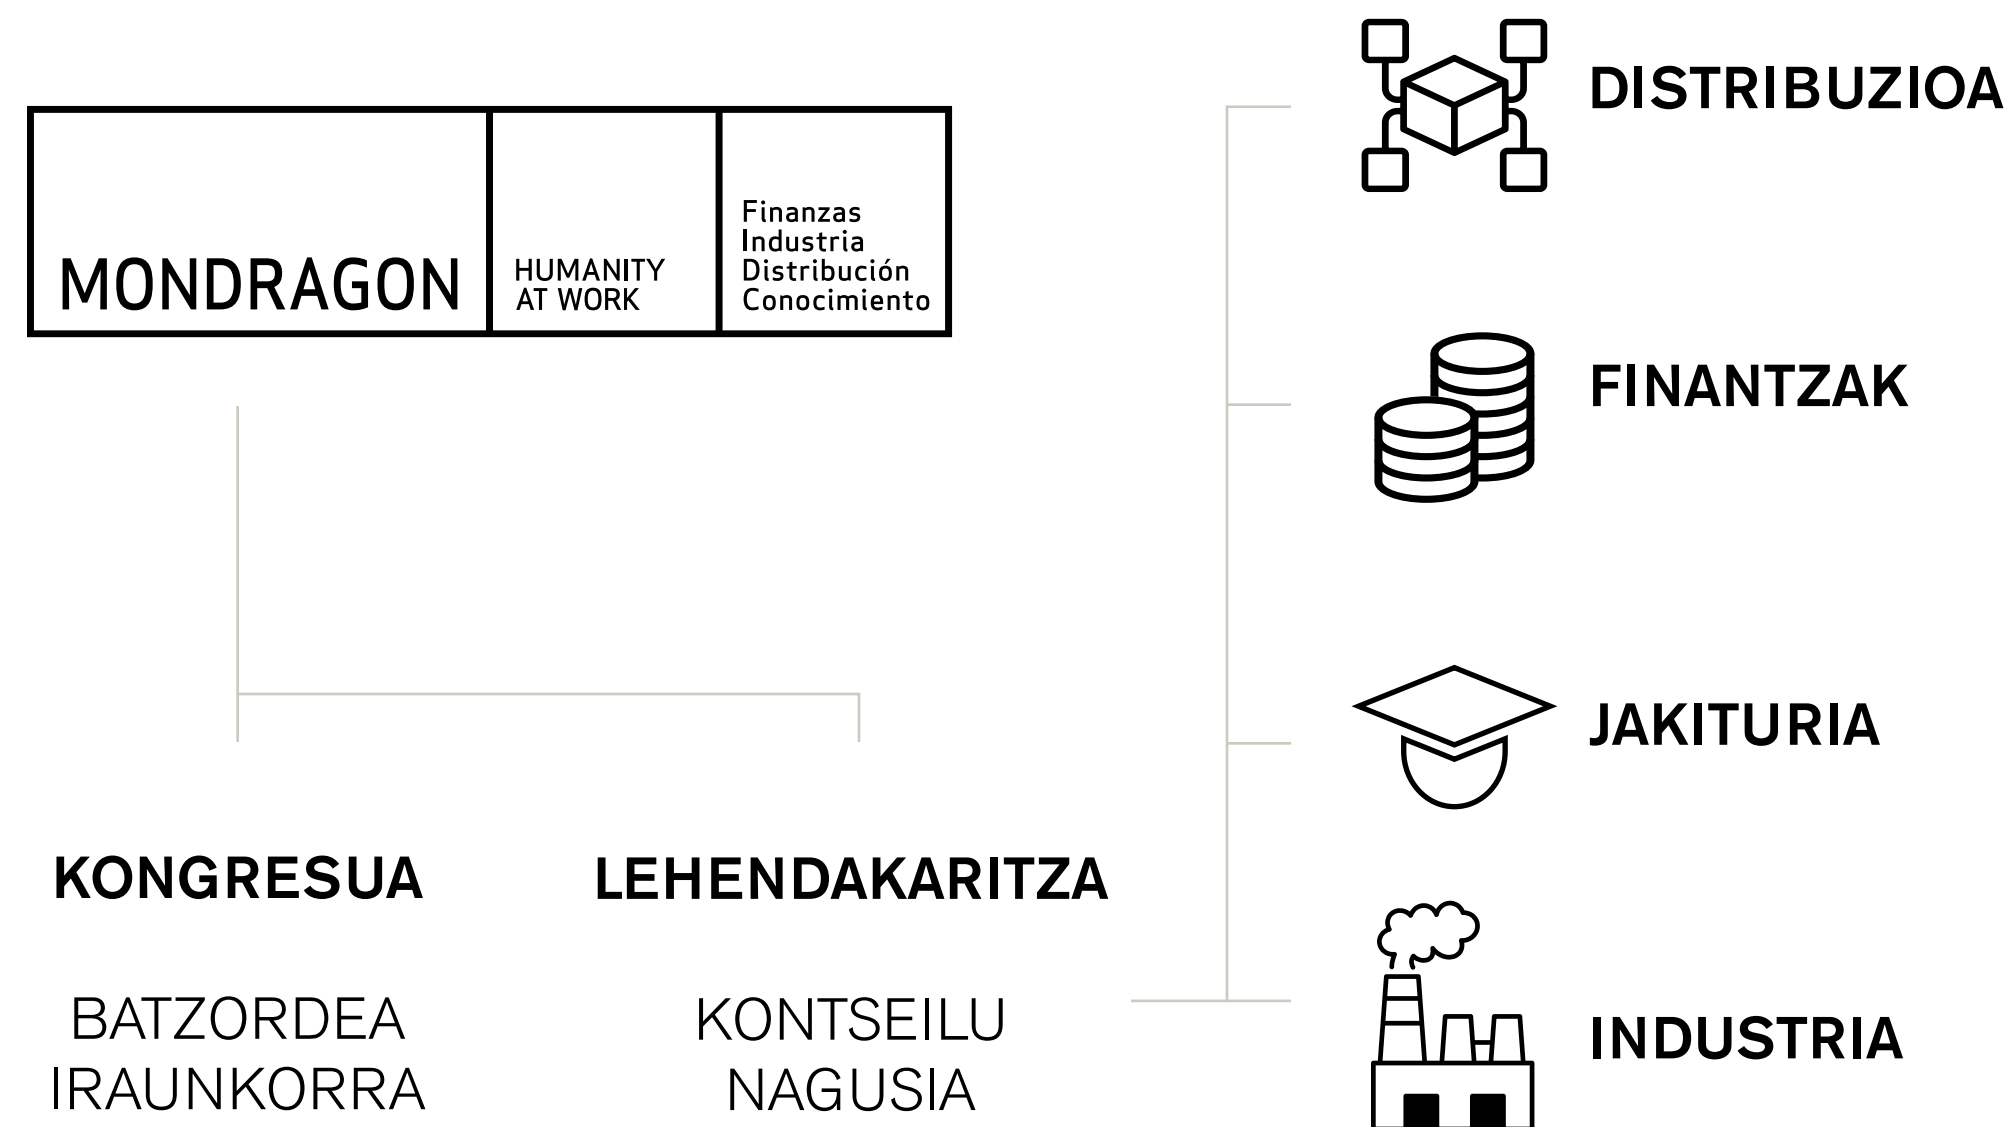 MONDRAGON
HUMANITY
AT WORK
Finanzas
Industria
Distribución
Conocimiento
KONGRESUA
BATZORDEA
IRAUNKORRA
LEHENDAKARITZA
KONTSEILU
NAGUSIA
DISTRIBUZIOA
FINANTZAK
JAKITURIA
INDUSTRIA